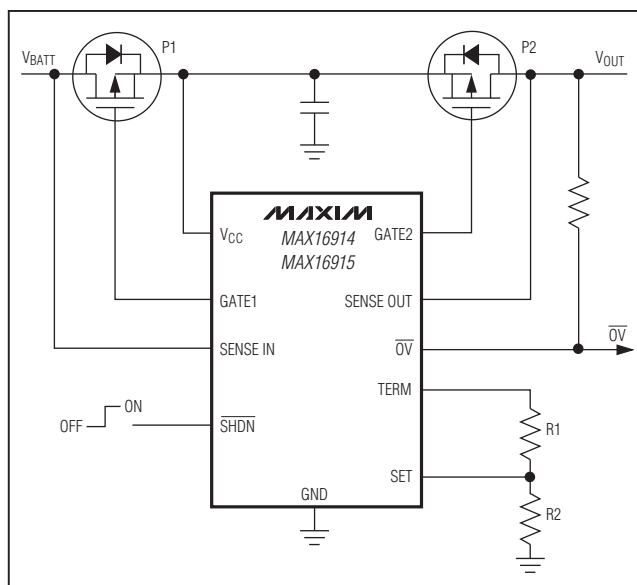 P1
P2
VBATT
VOUT
MAXIM
VCC
MAX16914
MAX16915
GATE2
GATE1
SENSE OUT
SENSE IN
OV
OV
TERM
OFF
ON
SHDN
R1
SET
GND
R2